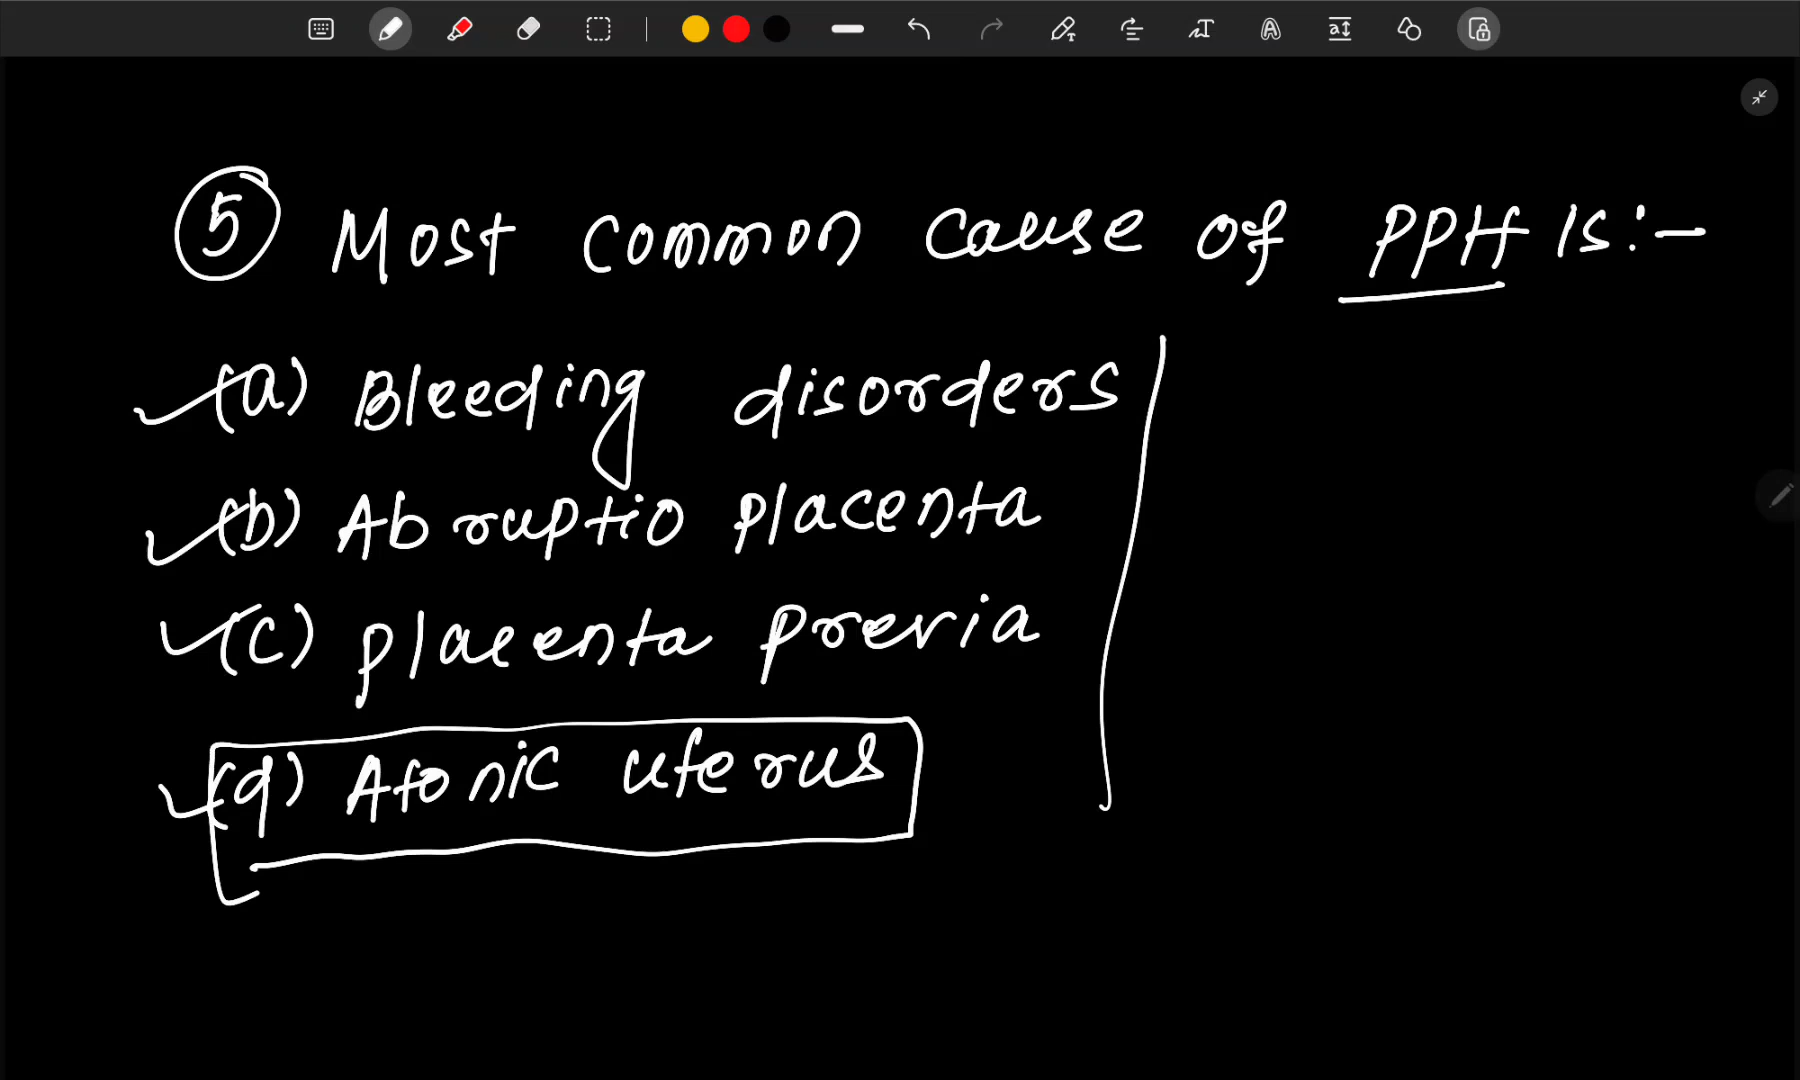 5 Most common cause of PPH is:-
(a) Bleeding disorders
(b) Abruptio placenta
(c) placenta previa
(d) Atonic uterus